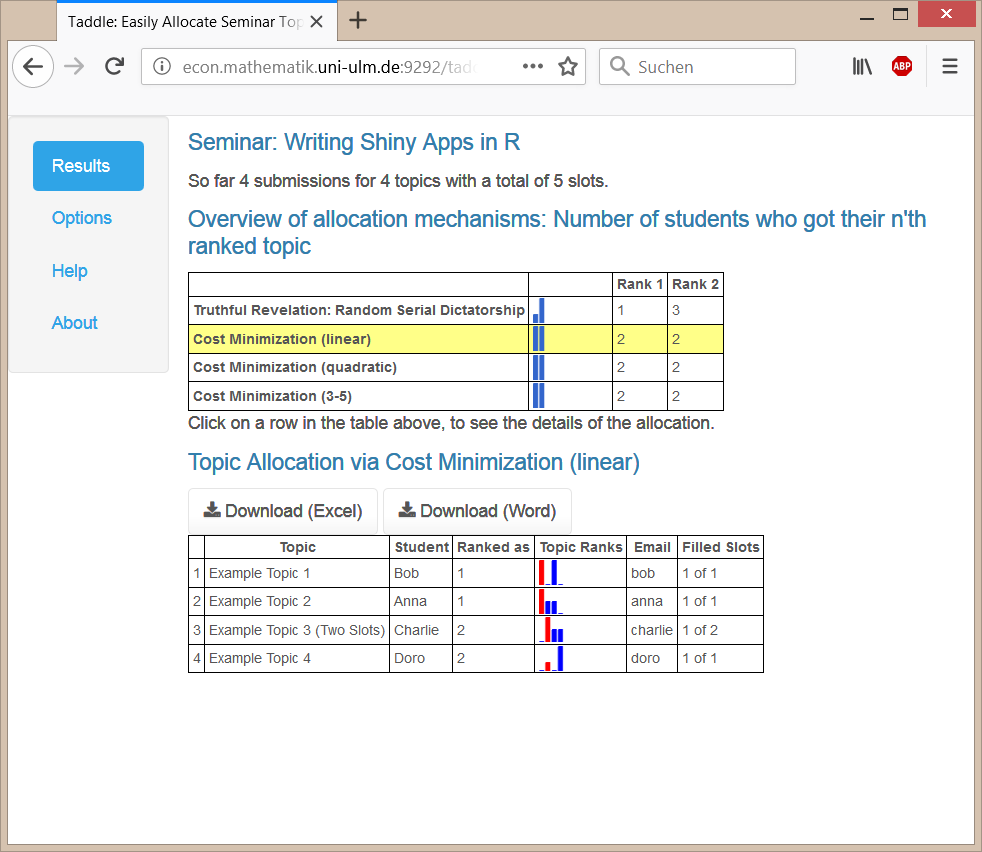 Taddle: Easily Allocate Seminar Top
econ.mathematik.uni-ulm.de:9292/tadd
Suchen
ABP
Results
Options
Help
About
Seminar: Writing Shiny Apps in R
So far 4 submissions for 4 topics with a total of 5 slots.
Overview of allocation mechanisms: Number of students who got their n'th
ranked topic
Rank 1 Rank 2
Truthful Revelation: Random Serial Dictatorship 1 3
Cost Minimization (linear) 2 2
Cost Minimization (quadratic) 2 2
Cost Minimization (3-5) 2 2
Click on a row in the table above, to see the details of the allocation.
Topic Allocation via Cost Minimization (linear)
Download (Excel) Download (Word)
Topic Student Ranked as Topic Ranks Email Filled Slots
1 Example Topic 1 Bob 1 bob 1 of 1
2 Example Topic 2 Anna 1 anna 1 of 1
3 Example Topic 3 (Two Slots) Charlie 2 charlie 1 of 2
4 Example Topic 4 Doro 2 doro 1 of 1